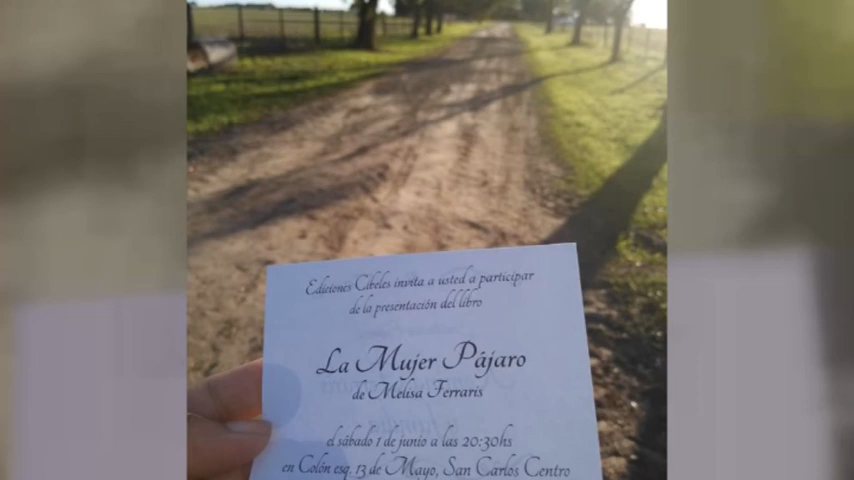 Ediciones Cibeles invita a usted a participar
de la presentación del libro
La Mujer Pájaro
de Melisa Ferraris
el sábado 1 de junio a las 20:30hs
en Colón esq. 13 de Mayo, San Carlos Centro